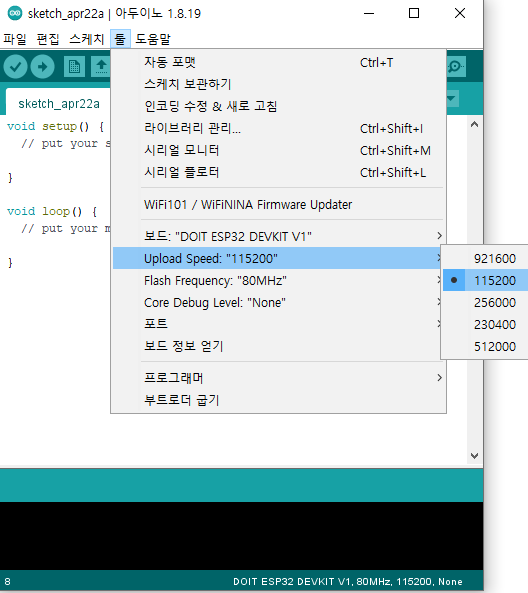 sketch_apr22a | 아두이노 1.8.19
파일 편집 스케치 툴 도움말
sketch_apr22a
void setup() {
// put your s
}
void loop() {
// put your m
}
자동 포맷 Ctrl+T
스케치 보관하기
인코딩 수정 & 새로 고침
라이브러리 관리... Ctrl+Shift+I
시리얼 모니터 Ctrl+Shift+M
시리얼 플로터 Ctrl+Shift+L
WiFi101 / WiFiNINA Firmware Updater
보드: "DOIT ESP32 DEVKIT V1"
Upload Speed: "115200"
Flash Frequency: "80MHz"
Core Debug Level: "None"
포트
보드 정보 얻기
프로그래머
부트로더 굽기
921600
115200
256000
230400
512000
8 DOIT ESP32 DEVKIT V1, 80MHz, 115200, None